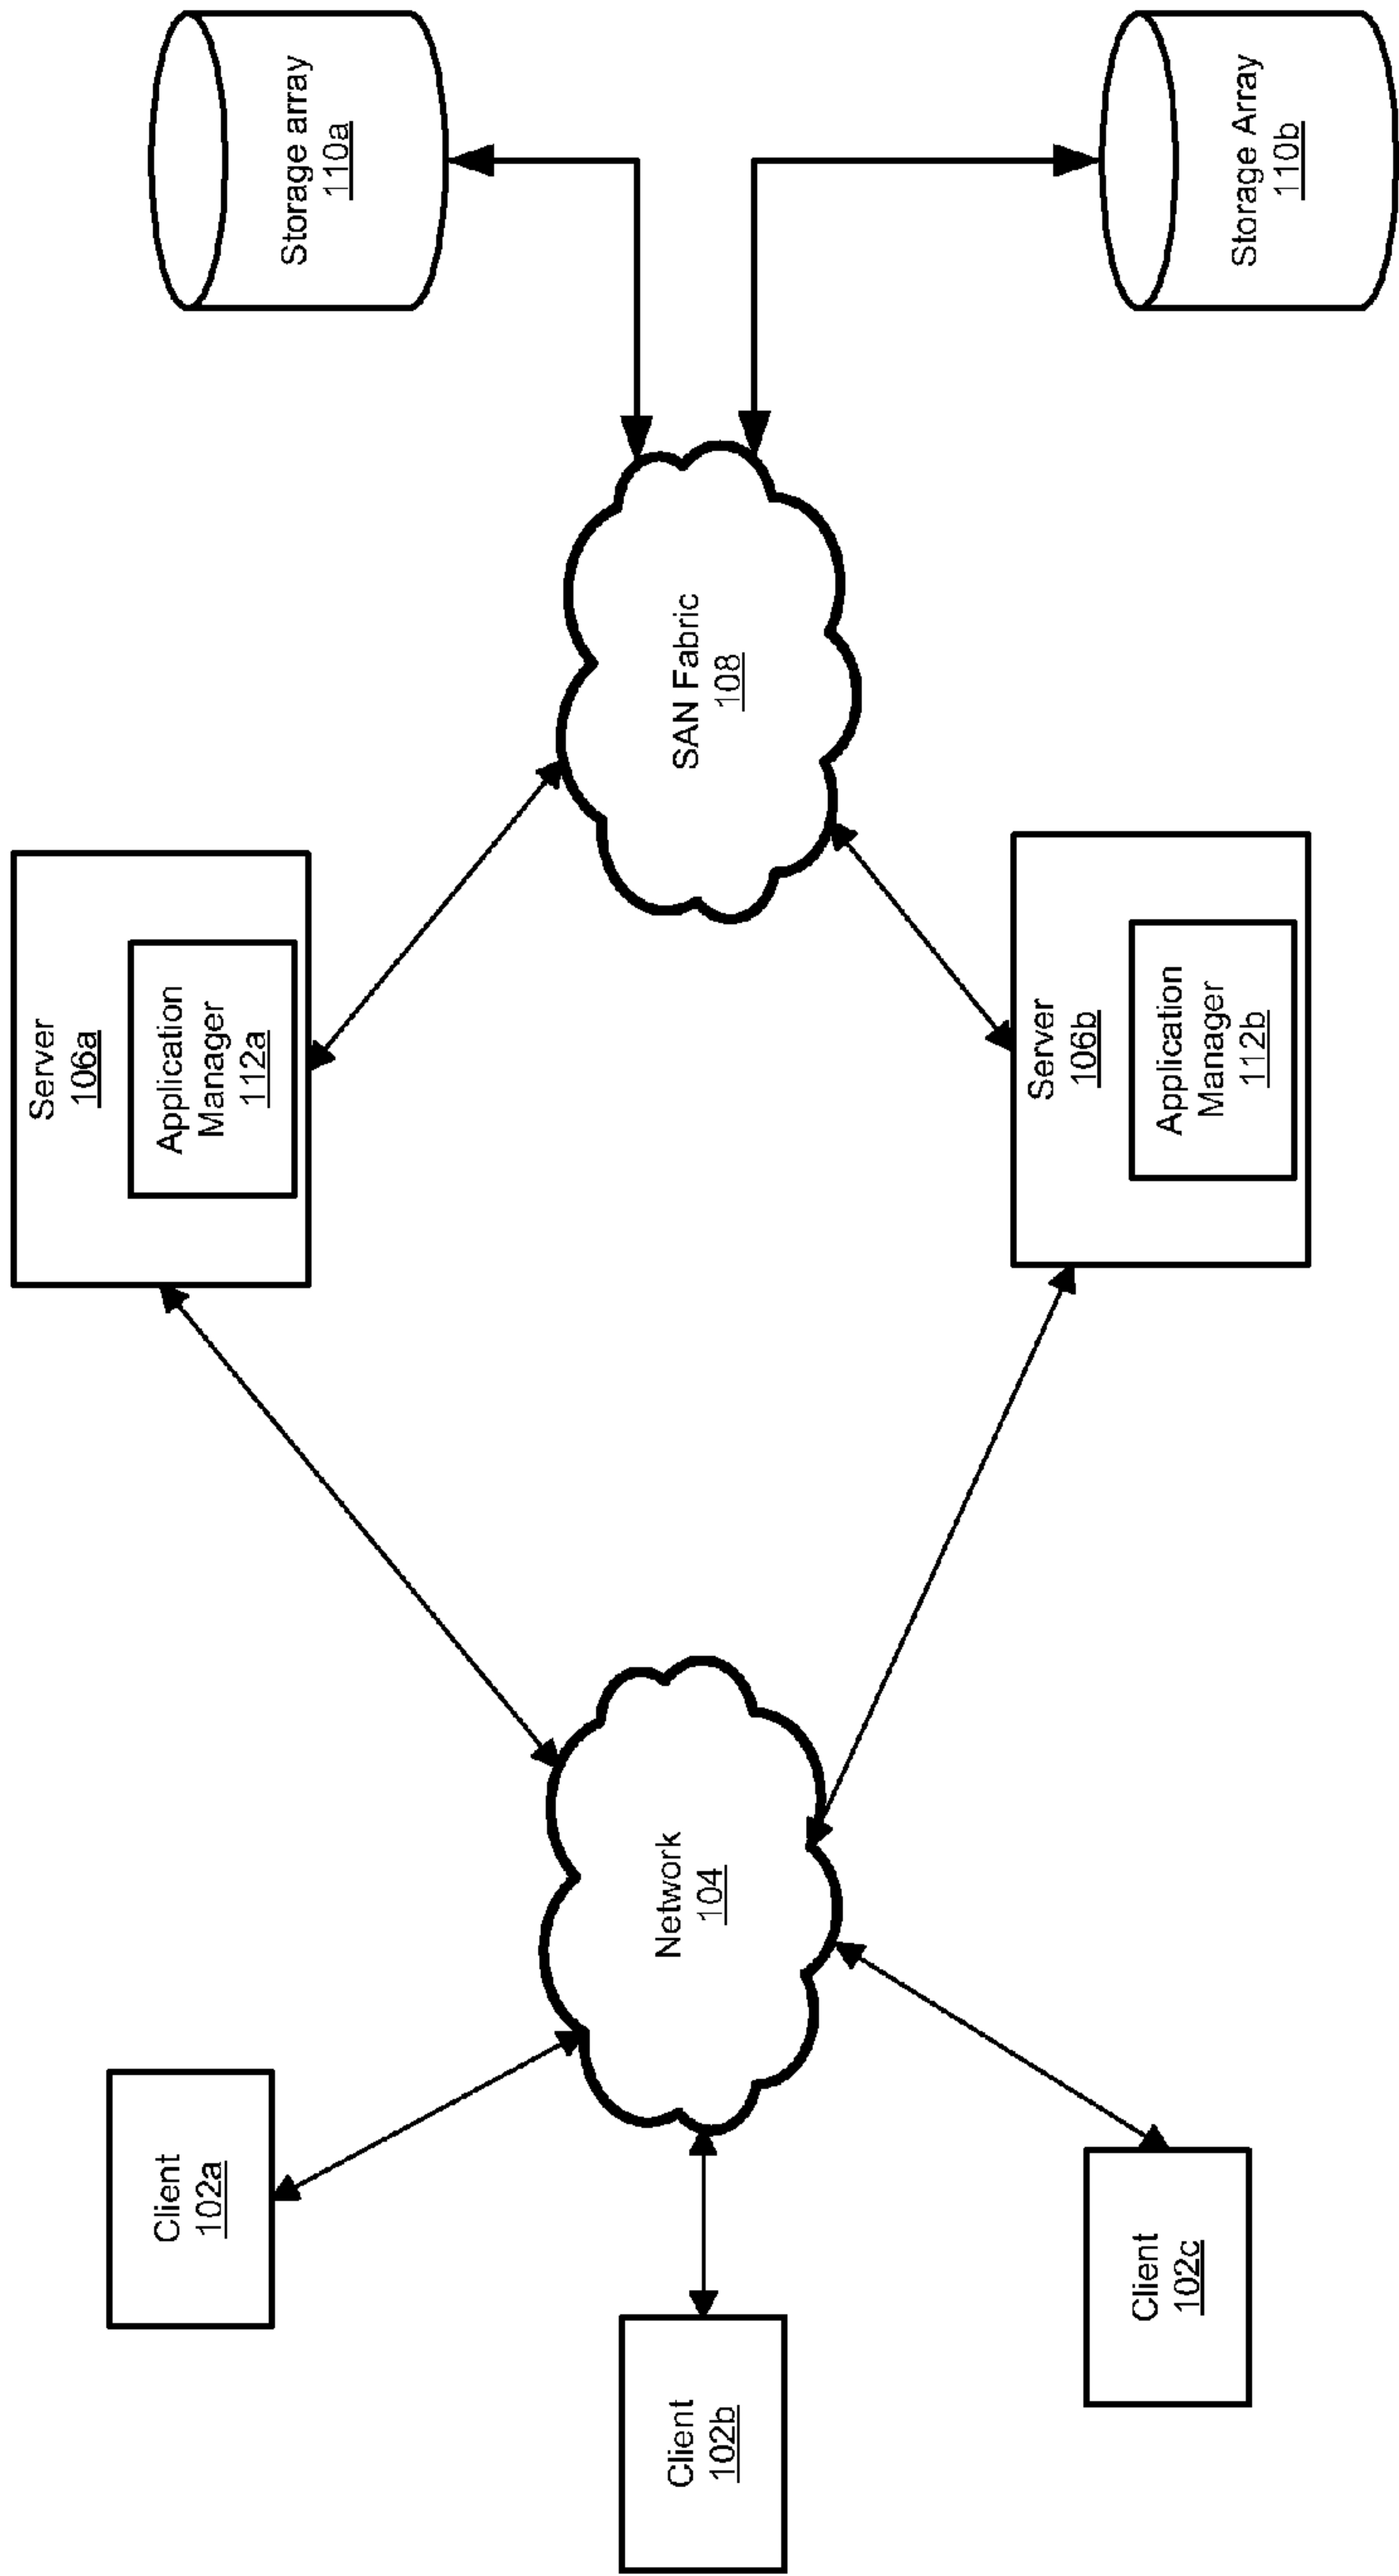 Client
102a
Client
102b
Client
102c
Network
104
Server
106a
Application
Manager
112a
Server
106b
Application
Manager
112b
SAN Fabric
108
Storage array
110a
Storage Array
110b